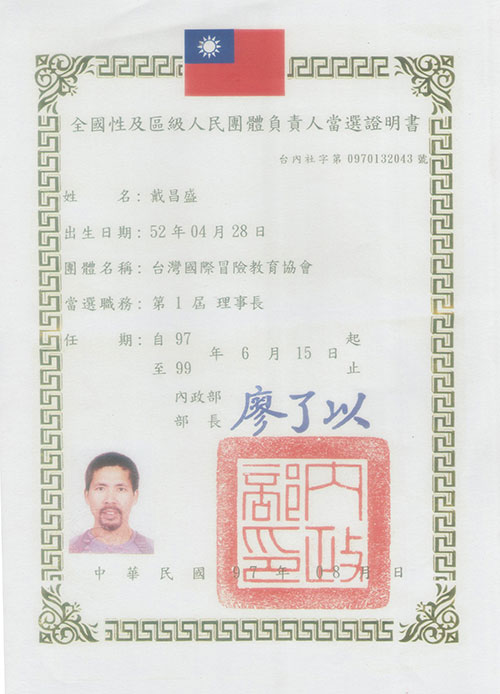 全國性及區級人民團體負責人當選證明書
台內社字第 0970132043 號
姓 名：戴昌盛
出生日期：52 年 04 月 28 日
團體名稱：台灣國際冒險教育協會
當選職務：第 1 屆 理事長
任 期：自 97 年 6 月 15 日 起
至 99 止
內政部
部 長 廖了以
內政部印
中華民國 97 年 08 月 日